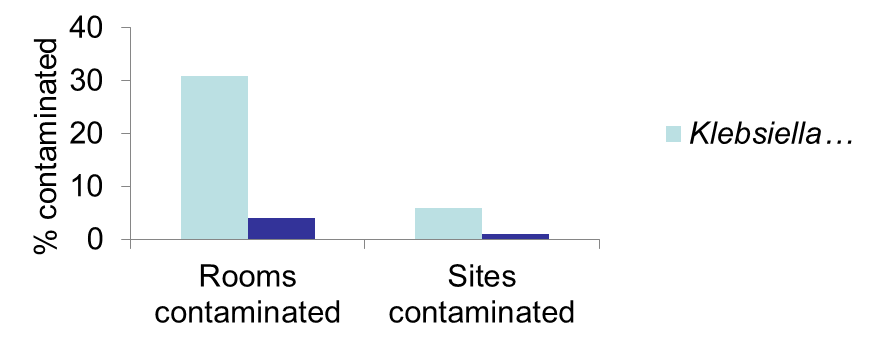 % contaminated
40
30
20
10
0
Rooms
contaminated
Sites
contaminated
Klebsiella…